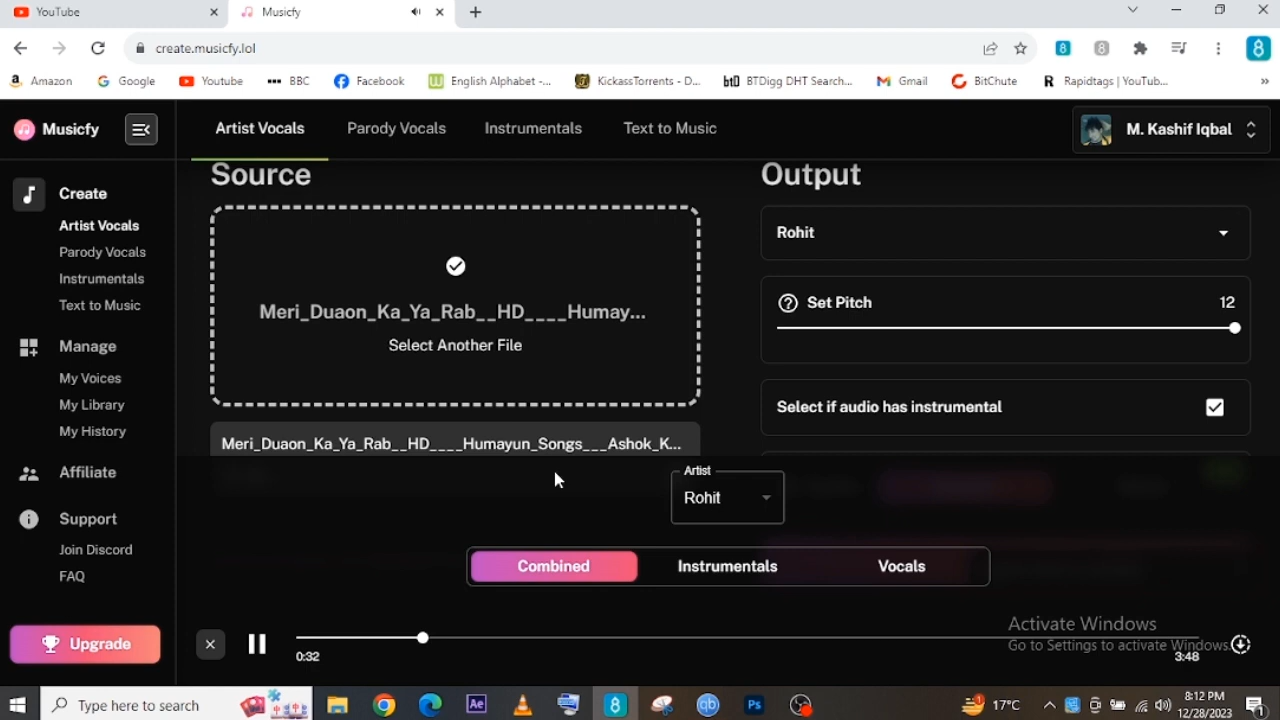 YouTube
Musicfy
create.musicfy.lol
Amazon
Google
Youtube
BBC
Facebook
English Alphabet -...
KickassTorrents - D...
BTDigg DHT Search...
Gmail
BitChute
Rapidtags | YouTub...
Musicfy
Artist Vocals
Parody Vocals
Instrumentals
Text to Music
M. Kashif Iqbal
Create
Artist Vocals
Parody Vocals
Instrumentals
Text to Music
Manage
My Voices
My Library
My History
Affiliate
Support
Join Discord
FAQ
Upgrade
Source
Meri_Duaon_Ka_Ya_Rab__HD____Humay...
Select Another File
Meri_Duaon_Ka_Ya_Rab__HD____Humayun_Songs___Ashok_K...
Output
Rohit
Set Pitch
12
Select if audio has instrumental
Artist
Rohit
Combined
Instrumentals
Vocals
0:32
3:48
Activate Windows
Go to Settings to activate Windows.
Type here to search
Ae
Ps
17°C
8:12 PM
12/28/2023